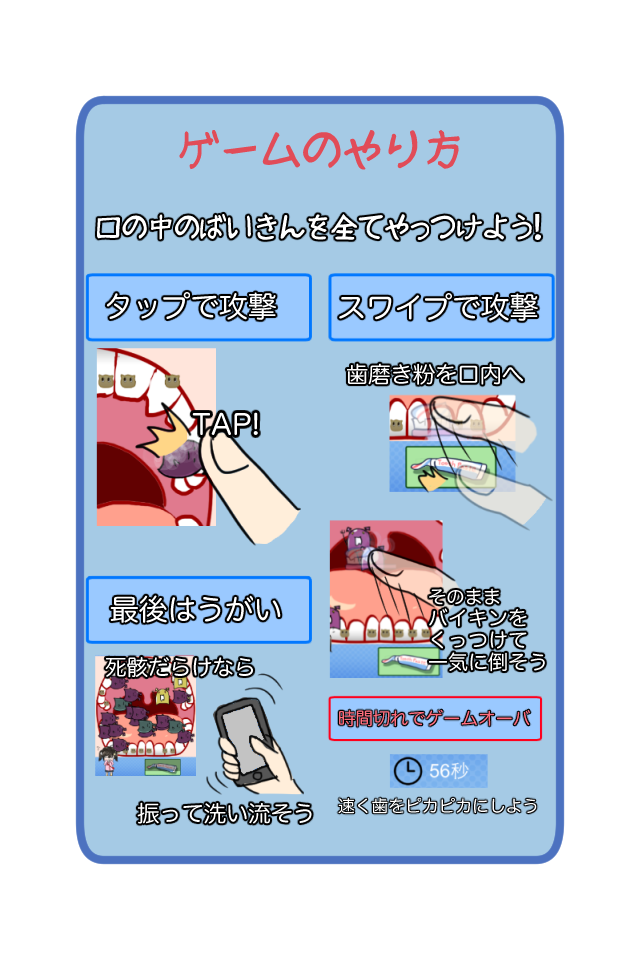 ゲームのやり方
口の中のばいきんを全てやっつけよう!
タップで攻撃
TAP!
スワイプで攻撃
歯磨き粉を口内へ
そのまま
バイキンを
くっつけて
一気に倒そう
最後はうがい
死骸だらけなら
振って洗い流そう
時間切れでゲームオーバ
56秒
速く歯をピカピカにしよう